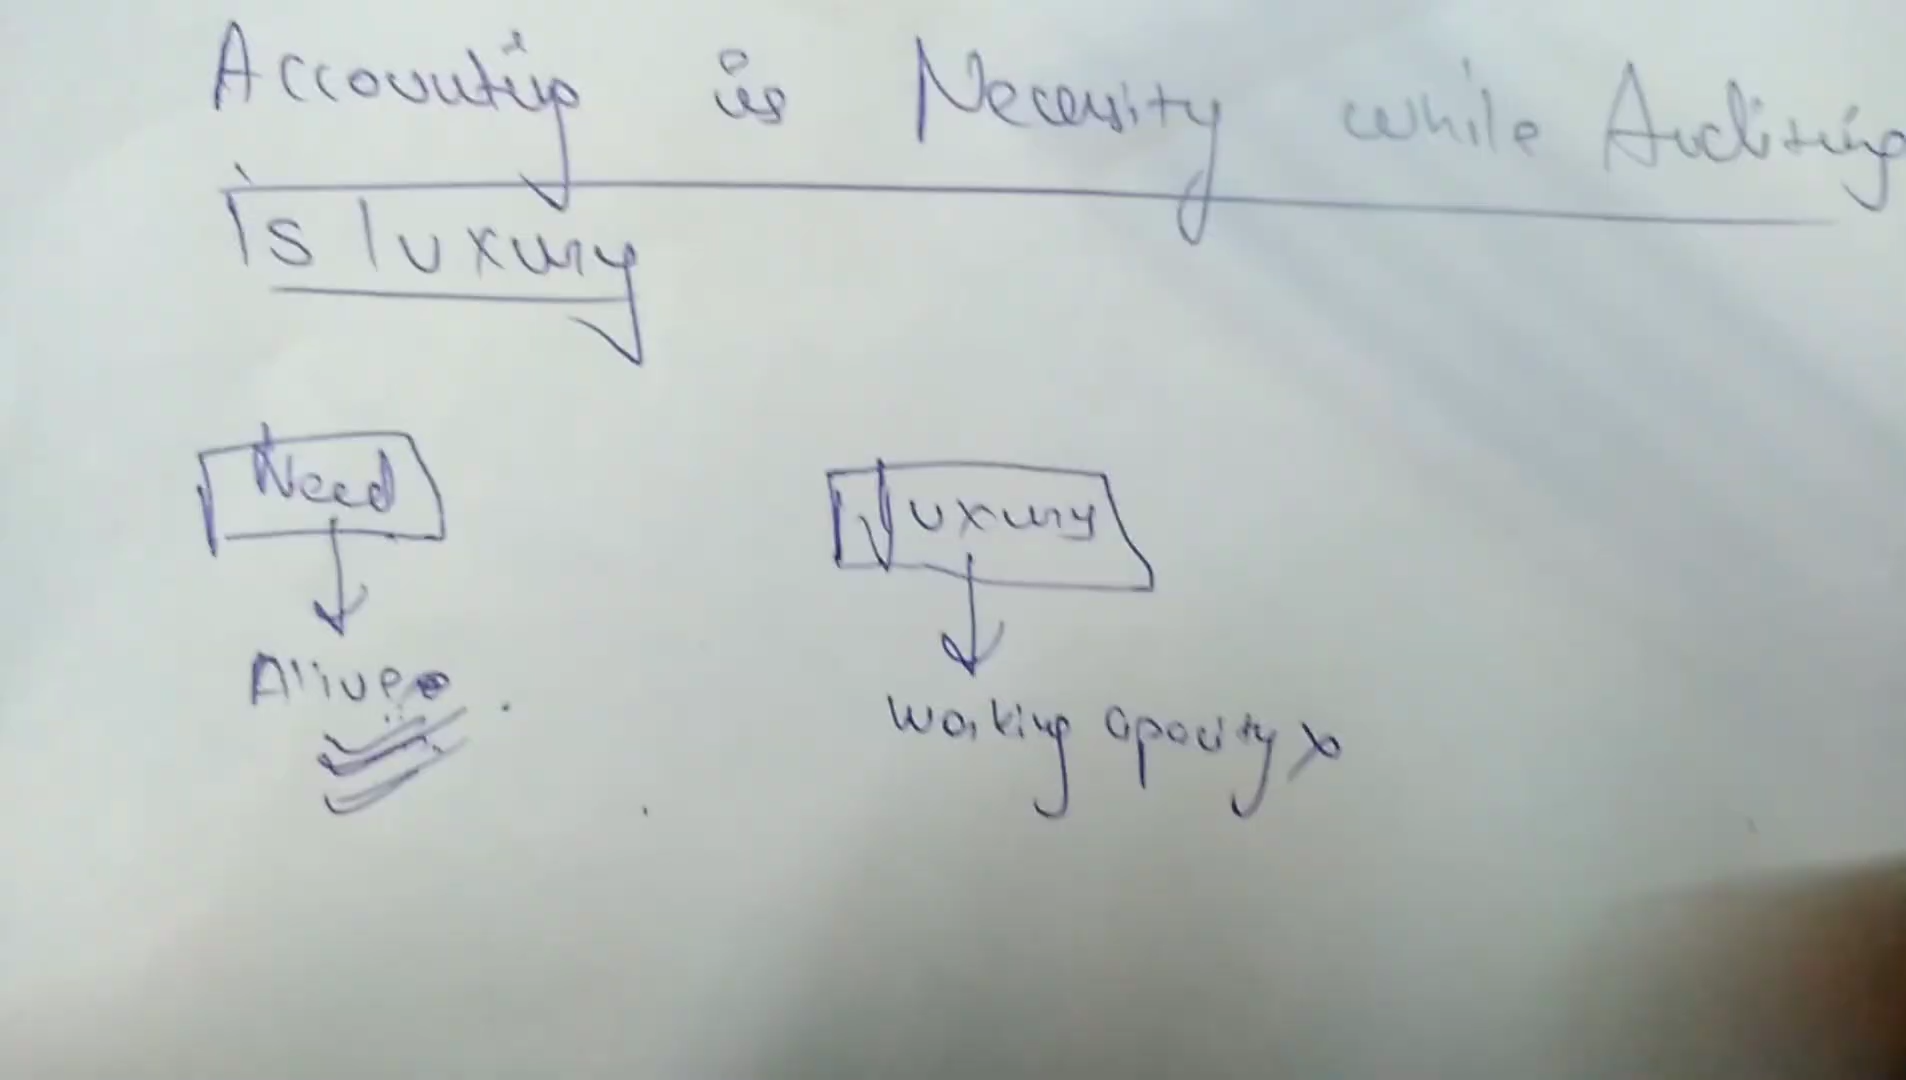 Accounting is Necessity while Auditing
is luxury
Need
Luxury
Alive
working capacity